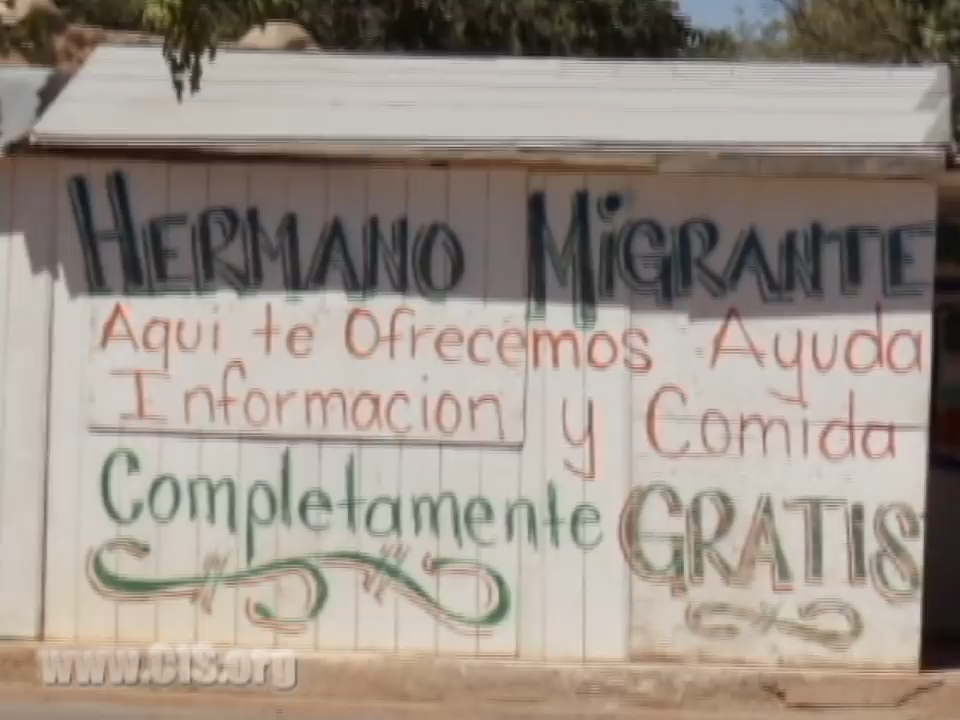 HERMANO MiGRANTE
Aqui te Ofrecemos Ayuda
Informacion y Comida
Completamente GRATIS
www.CIS.org